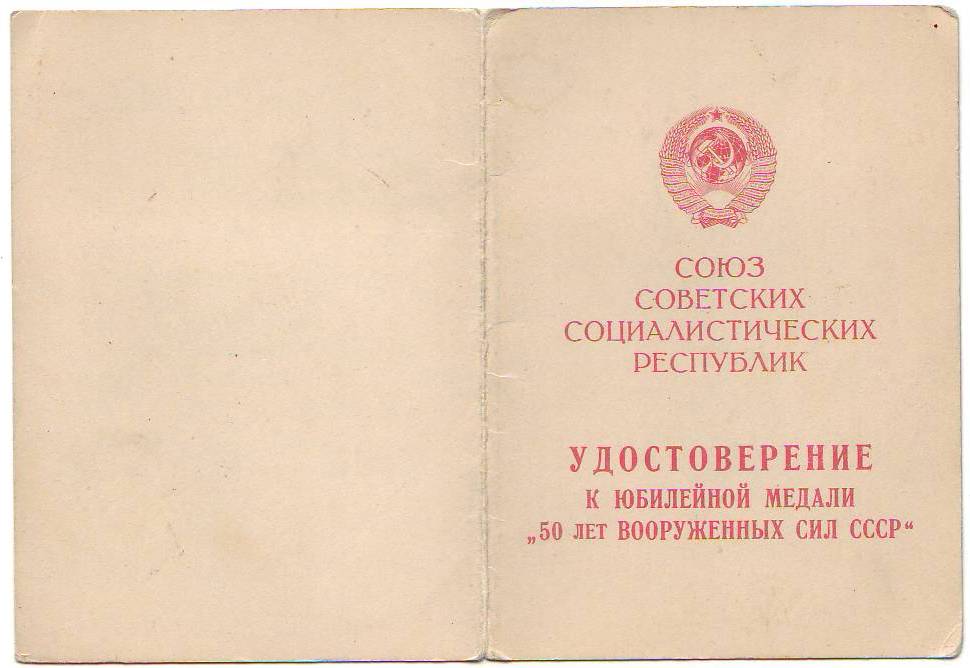 СОЮЗ
СОВЕТСКИХ
СОЦИАЛИСТИЧЕСКИХ
РЕСПУБЛИК
УДОСТОВЕРЕНИЕ
К ЮБИЛЕЙНОЙ МЕДАЛИ
„50 ЛЕТ ВООРУЖЕННЫХ СИЛ СССР“